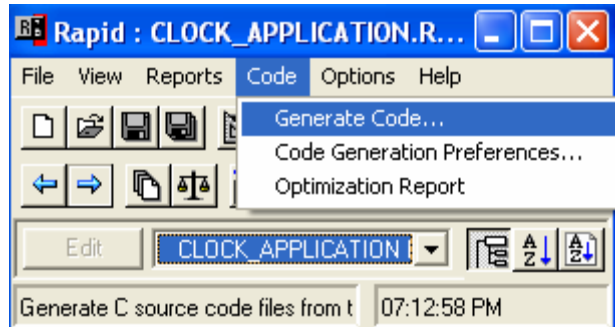 Rapid : CLOCK_APPLICATION.R...
File View Reports Code Options Help
Generate Code...
Code Generation Preferences...
Optimization Report
Edit CLOCK_APPLICATION
Generate C source code files from t 07:12:58 PM